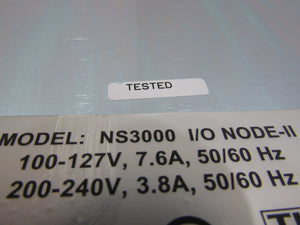 TESTED
MODEL: NS3000 I/O NODE-II
100-127V, 7.6A, 50/60 Hz
200-240V, 3.8A, 50/60 Hz